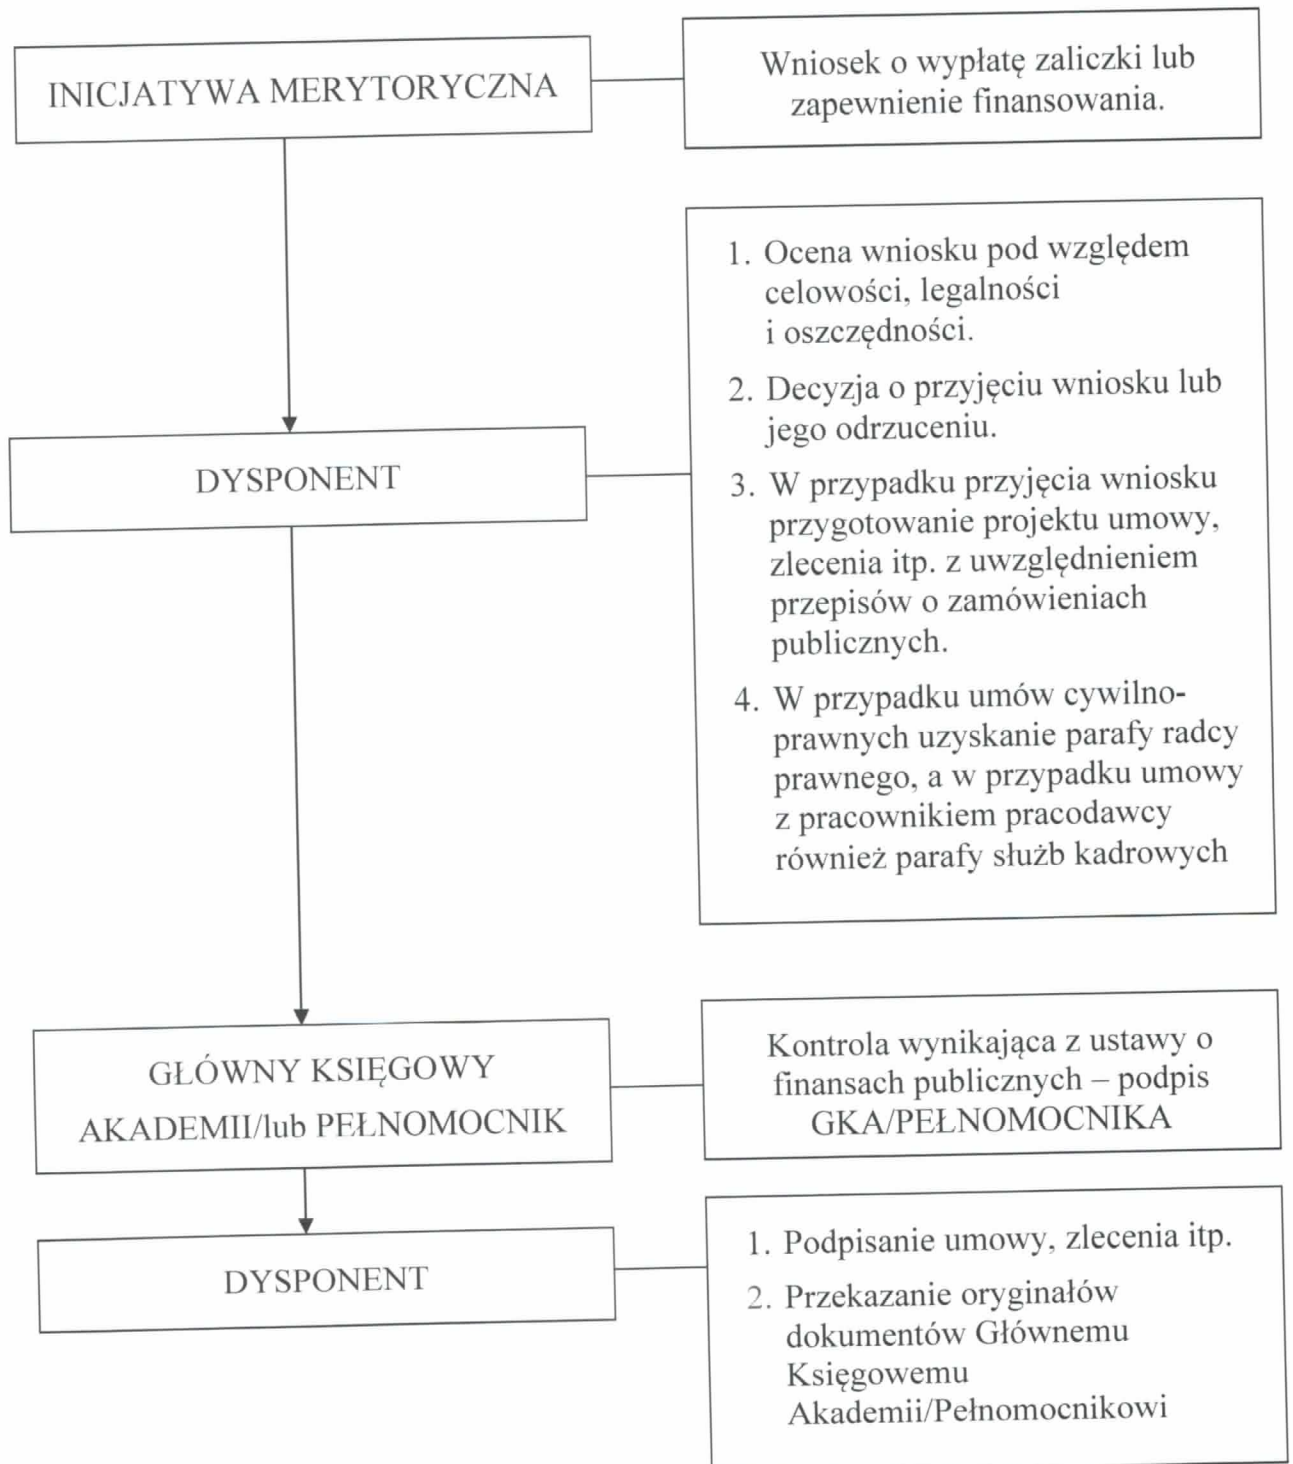 INICJATYWA MERYTORYCZNA
Wniosek o wypłatę zaliczki lub
zapewnienie finansowania.
DYSPONENT
1. Ocena wniosku pod względem
celowości, legalności
i oszczędności.
2. Decyzja o przyjęciu wniosku lub
jego odrzuceniu.
3. W przypadku przyjęcia wniosku
przygotowanie projektu umowy,
zlecenia itp. z uwzględnieniem
przepisów o zamówieniach
publicznych.
4. W przypadku umów cywilno-
prawnych uzyskanie parafy radcy
prawnego, a w przypadku umowy
z pracownikiem pracodawcy
również parafy służb kadrowych
GŁÓWNY KSIĘGOWY
AKADEMII/lub PEŁNOMOCNIK
Kontrola wynikająca z ustawy o
finansach publicznych – podpis
GKA/PEŁNOMOCNIKA
DYSPONENT
1. Podpisanie umowy, zlecenia itp.
2. Przekazanie oryginałów
dokumentów Głównemu
Księgowemu
Akademii/Pełnomocnikowi